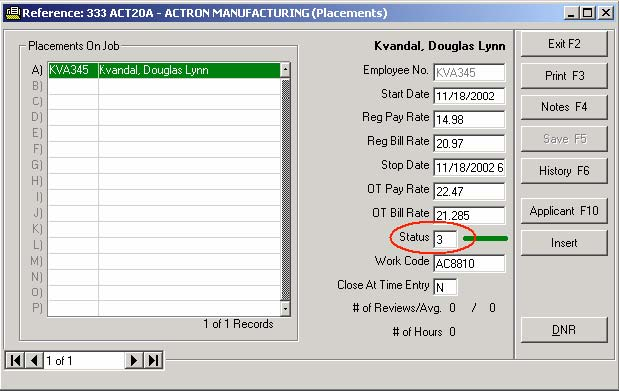 Reference: 333 ACT20A - ACTRON MANUFACTURING (Placements)
Placements On Job
A) KVA345 Kvandal, Douglas Lynn
B)
C)
D)
E)
F)
G)
H)
I)
J)
K)
L)
M)
N)
O)
P)
1 of 1 Records
1 of 1
Kvandal, Douglas Lynn
Employee No. KVA345
Start Date 11/18/2002
Reg Pay Rate 14.98
Reg Bill Rate 20.97
Stop Date 11/18/2002 6
OT Pay Rate 22.47
OT Bill Rate 21.285
Status 3
Work Code AC8810
Close At Time Entry N
# of Reviews/Avg. 0 / 0
# of Hours 0
Exit F2
Print F3
Notes F4
Save F5
History F6
Applicant F10
Insert
DNR